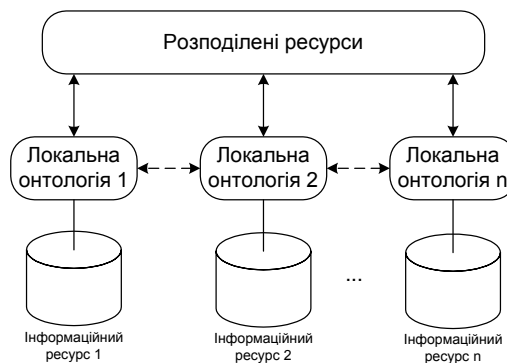 Розподілені ресурси
Локальна
онтологія 1
Локальна
онтологія 2
Локальна
онтологія n
...
Інформаційний
ресурс 1
Інформаційний
ресурс 2
Інформаційний
ресурс n